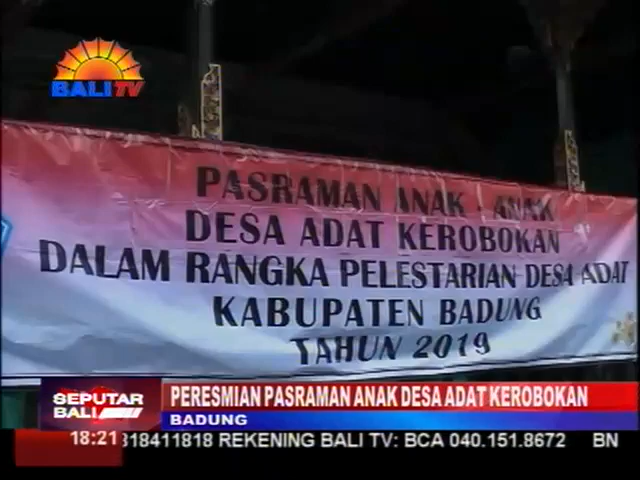 BALI TV
PASRAMAN ANAK - ANAK
DESA ADAT KEROBOKAN
DALAM RANGKA PELESTARIAN DESA ADAT
KABUPATEN BADUNG
TAHUN 2019
SEPUTAR
BALI
PERESMIAN PASRAMAN ANAK DESA ADAT KEROBOKAN
BADUNG
18:21 318411818 REKENING BALI TV: BCA 040.151.8672 BN